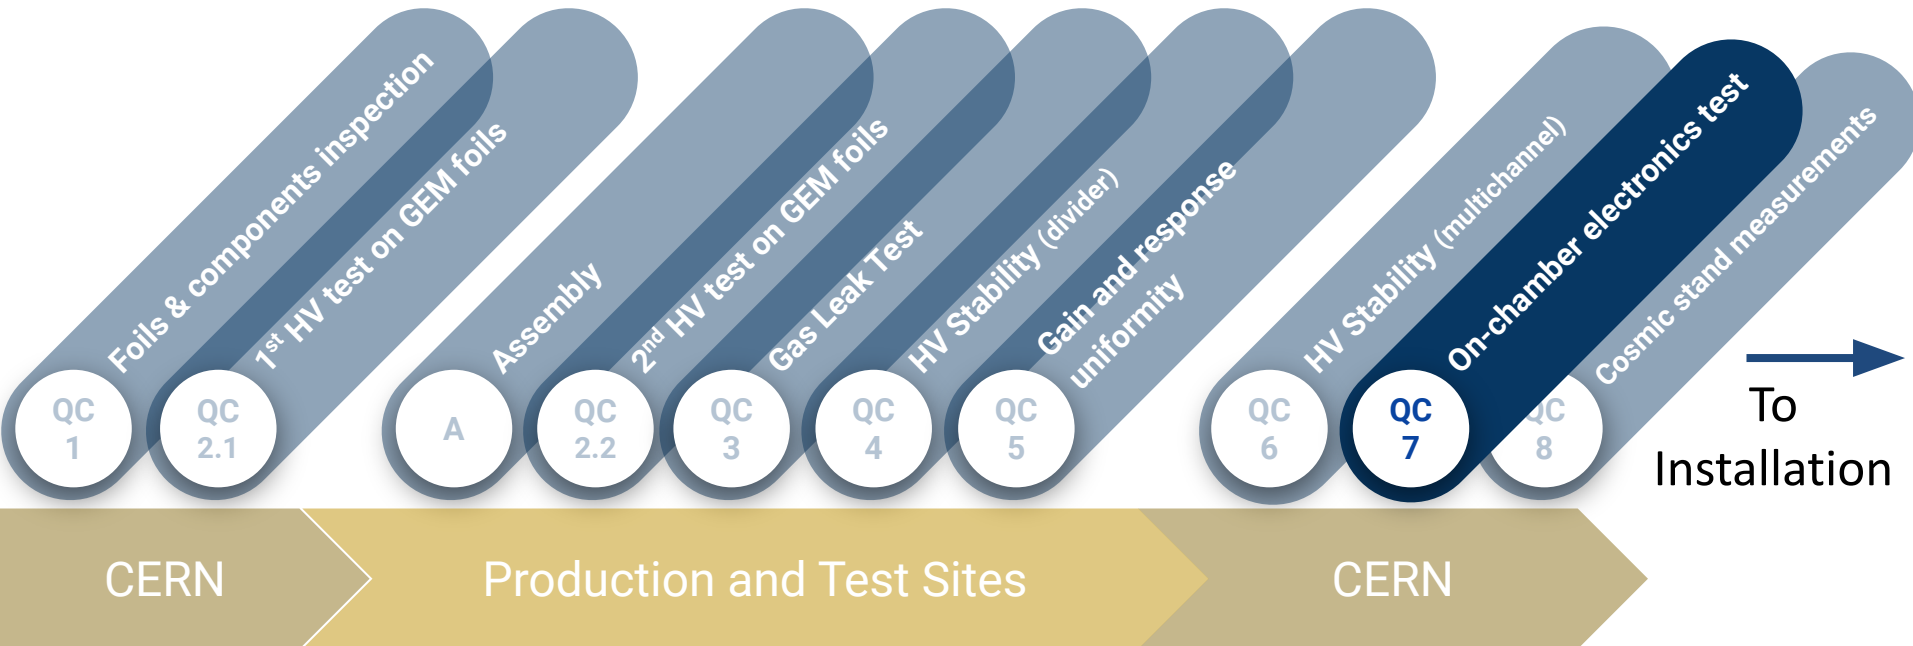 Foils & components inspection
1st HV test on GEM foils
Assembly
2nd HV test on GEM foils
Gas Leak Test
HV Stability (divider)
Gain and response
uniformity
HV Stability (multichannel)
On-chamber electronics test
Cosmic stand measurements
QC
1
QC
2.1
A
QC
2.2
QC
3
QC
4
QC
5
QC
6
QC
7
QC
8
To
Installation
CERN
Production and Test Sites
CERN